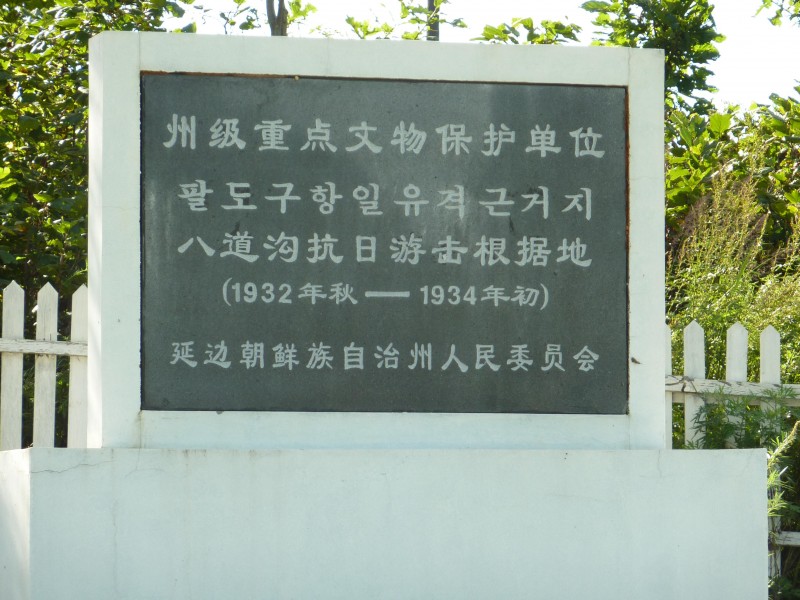 州级重点文物保护单位
팔도구항일유격근거지
八道沟抗日游击根据地
(1932年秋——1934年初)
延边朝鲜族自治州人民委员会